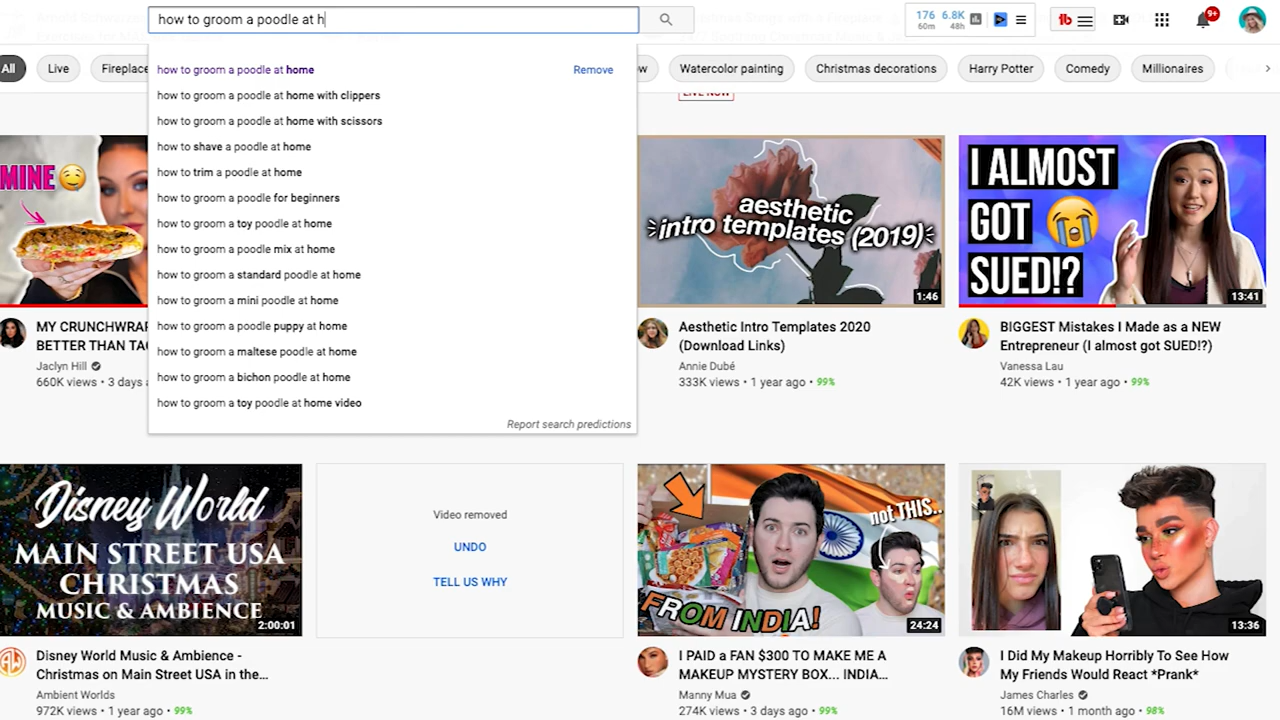 how to groom a poodle at h
176 6.8K
60m 48h
9+
All Live Fireplace
Watercolor painting Christmas decorations Harry Potter Comedy Millionaires
how to groom a poodle at home Remove
how to groom a poodle at home with clippers
how to groom a poodle at home with scissors
how to shave a poodle at home
how to trim a poodle at home
how to groom a poodle for beginners
how to groom a toy poodle at home
how to groom a poodle mix at home
how to groom a standard poodle at home
how to groom a mini poodle at home
how to groom a poodle puppy at home
how to groom a maltese poodle at home
how to groom a bichon poodle at home
how to groom a toy poodle at home video
Report search predictions
LIVE NOW
MINE
MY CRUNCHWRAP
BETTER THAN TA
Jaclyn Hill
660K views • 3 days a
aesthetic
intro templates (2019)
1:46
Aesthetic Intro Templates 2020
(Download Links)
Annie Dubé
333K views • 1 year ago • 99%
I ALMOST
GOT
SUED!?
13:41
BIGGEST Mistakes I Made as a NEW
Entrepreneur (I almost got SUED!?)
Vanessa Lau
42K views • 1 year ago • 99%
Disney World
MAIN STREET USA
CHRISTMAS
MUSIC & AMBIENCE
2:00:01
Disney World Music & Ambience -
Christmas on Main Street USA in the...
Ambient Worlds
972K views • 1 year ago • 99%
Video removed
UNDO
TELL US WHY
not THIS..
FROM INDIA!
24:24
I PAID a FAN $300 TO MAKE ME A
MAKEUP MYSTERY BOX... INDIA...
Manny Mua
274K views • 3 days ago • 99%
13:36
I Did My Makeup Horribly To See How
My Friends Would React *Prank*
James Charles
16M views • 1 month ago • 98%